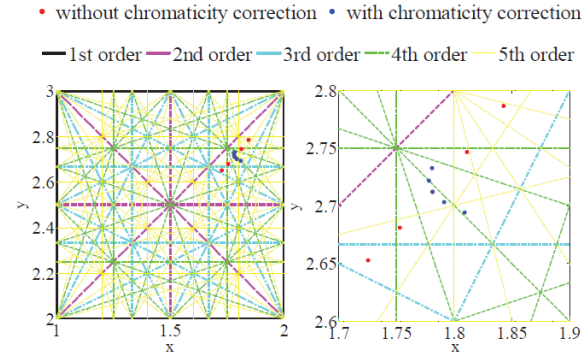 without chromaticity correction with chromaticity correction
1st order 2nd order 3rd order 4th order 5th order
3
2.8
2.6
2.4
2.2
2
y
1 1.5 2
x
2.8
2.75
2.7
2.65
2.6
y
1.7 1.75 1.8 1.85 1.9
x